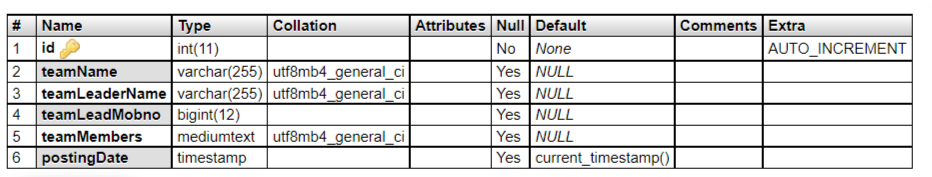 # Name Type Collation Attributes Null Default Comments Extra
1 id int(11) No None AUTO_INCREMENT
2 teamName varchar(255) utf8mb4_general_ci Yes NULL
3 teamLeaderName varchar(255) utf8mb4_general_ci Yes NULL
4 teamLeadMobno bigint(12) Yes NULL
5 teamMembers mediumtext utf8mb4_general_ci Yes NULL
6 postingDate timestamp Yes current_timestamp()